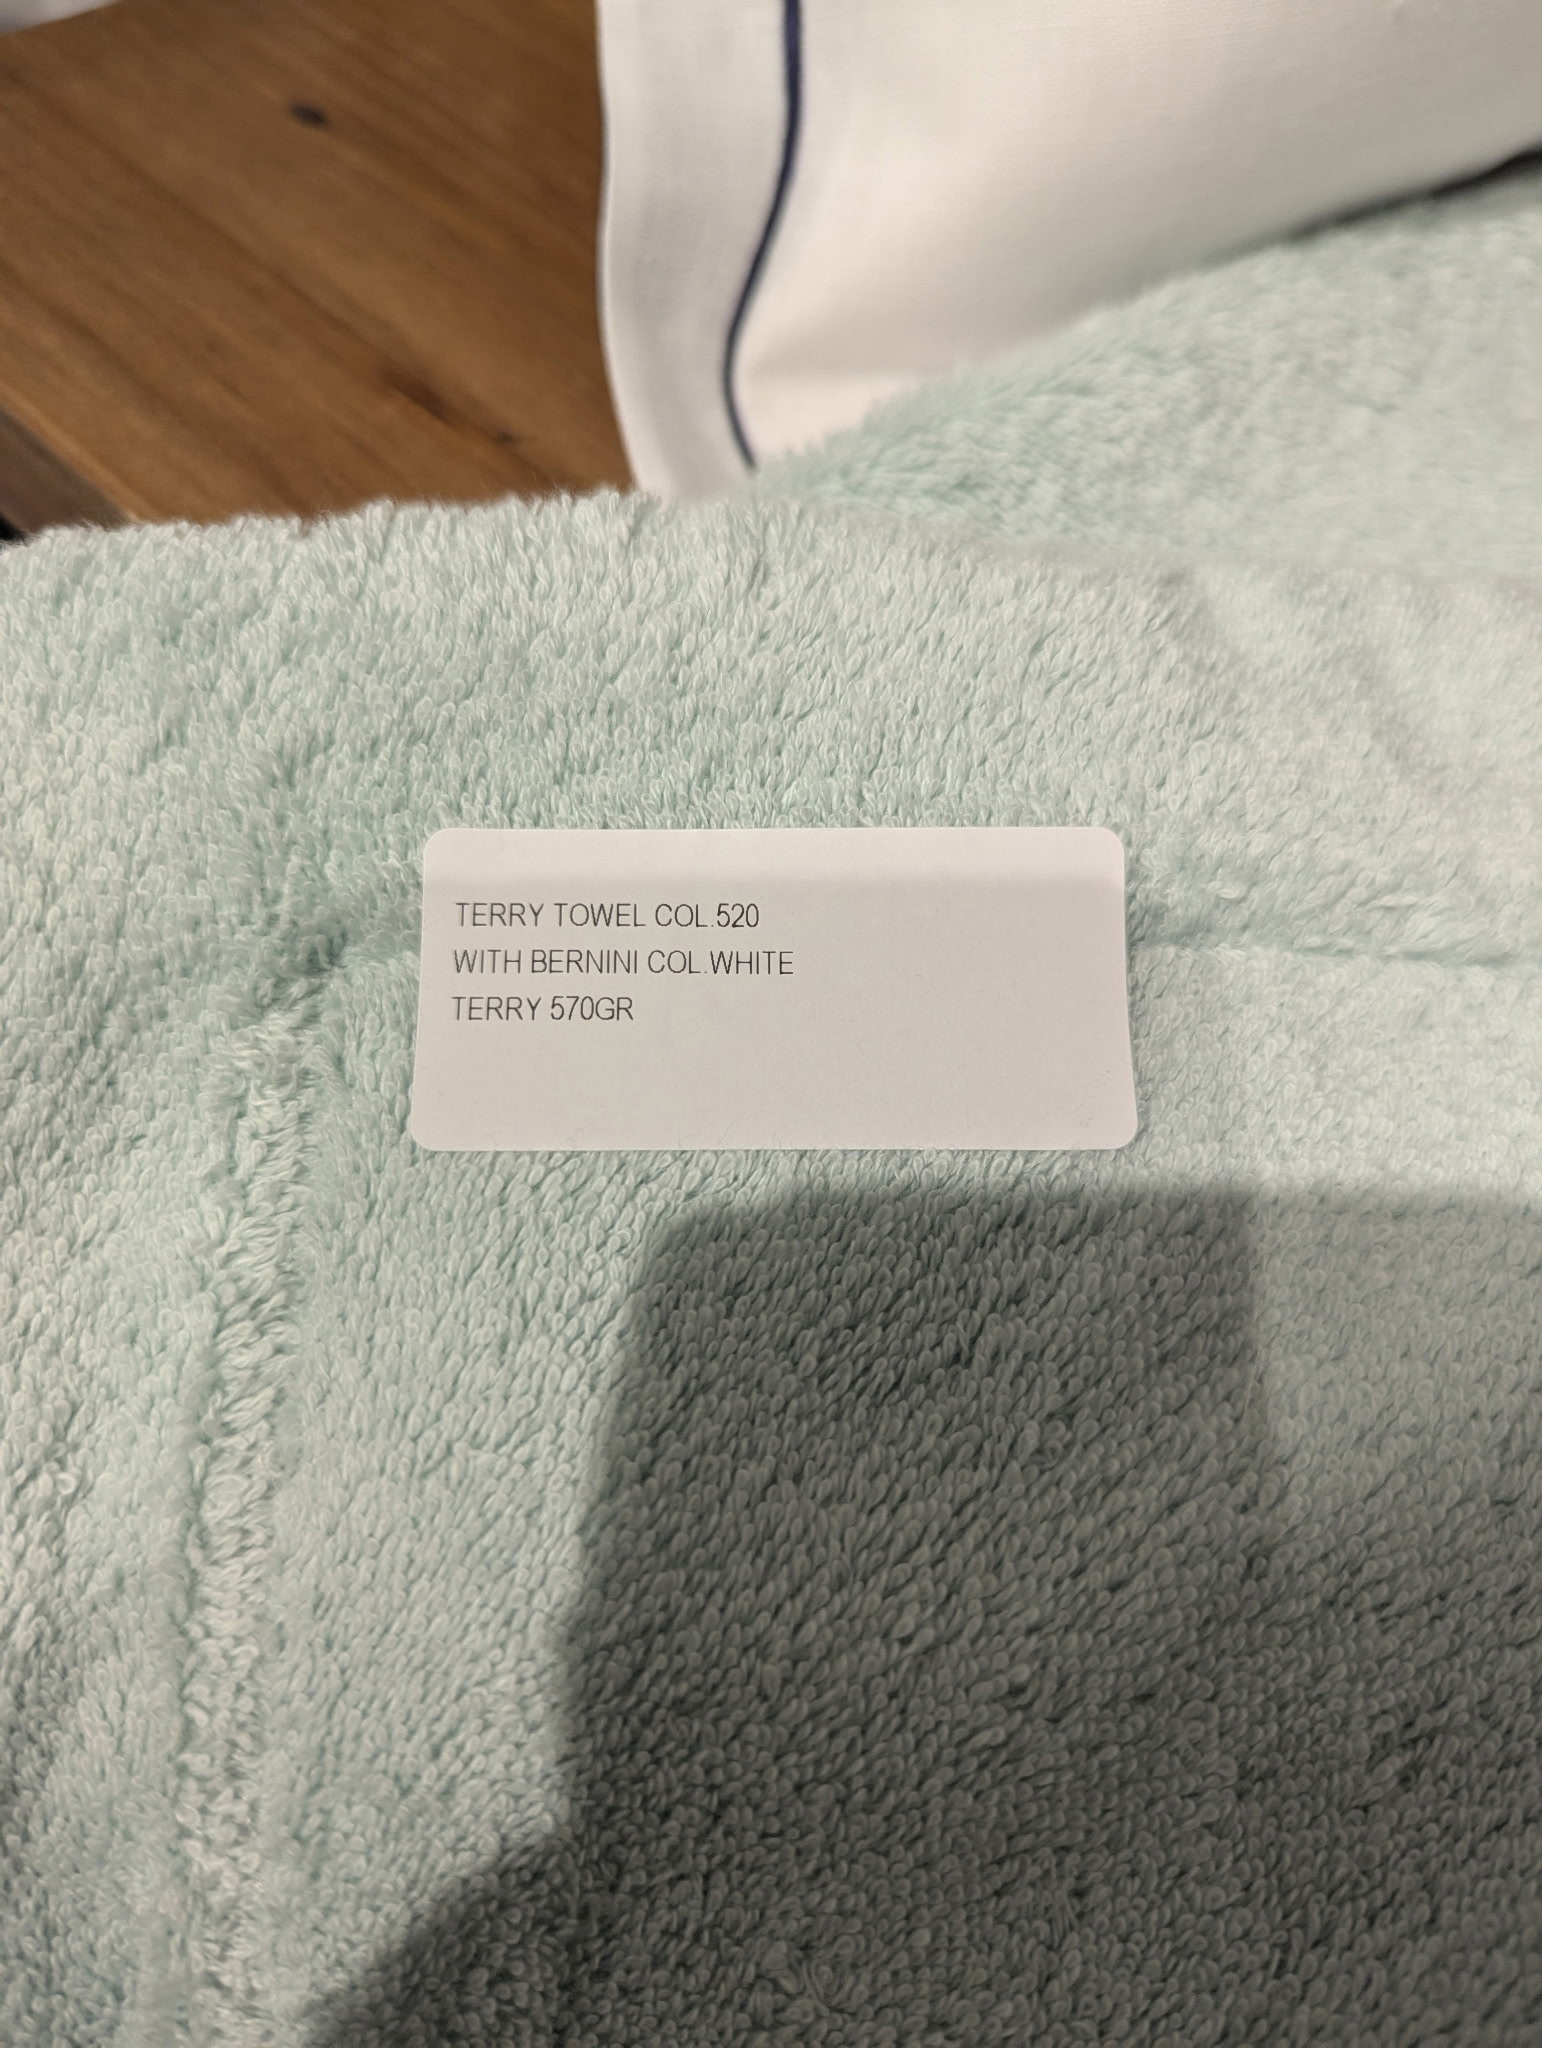 TERRY TOWEL COL.520
WITH BERNINI COL.WHITE
TERRY 570GR